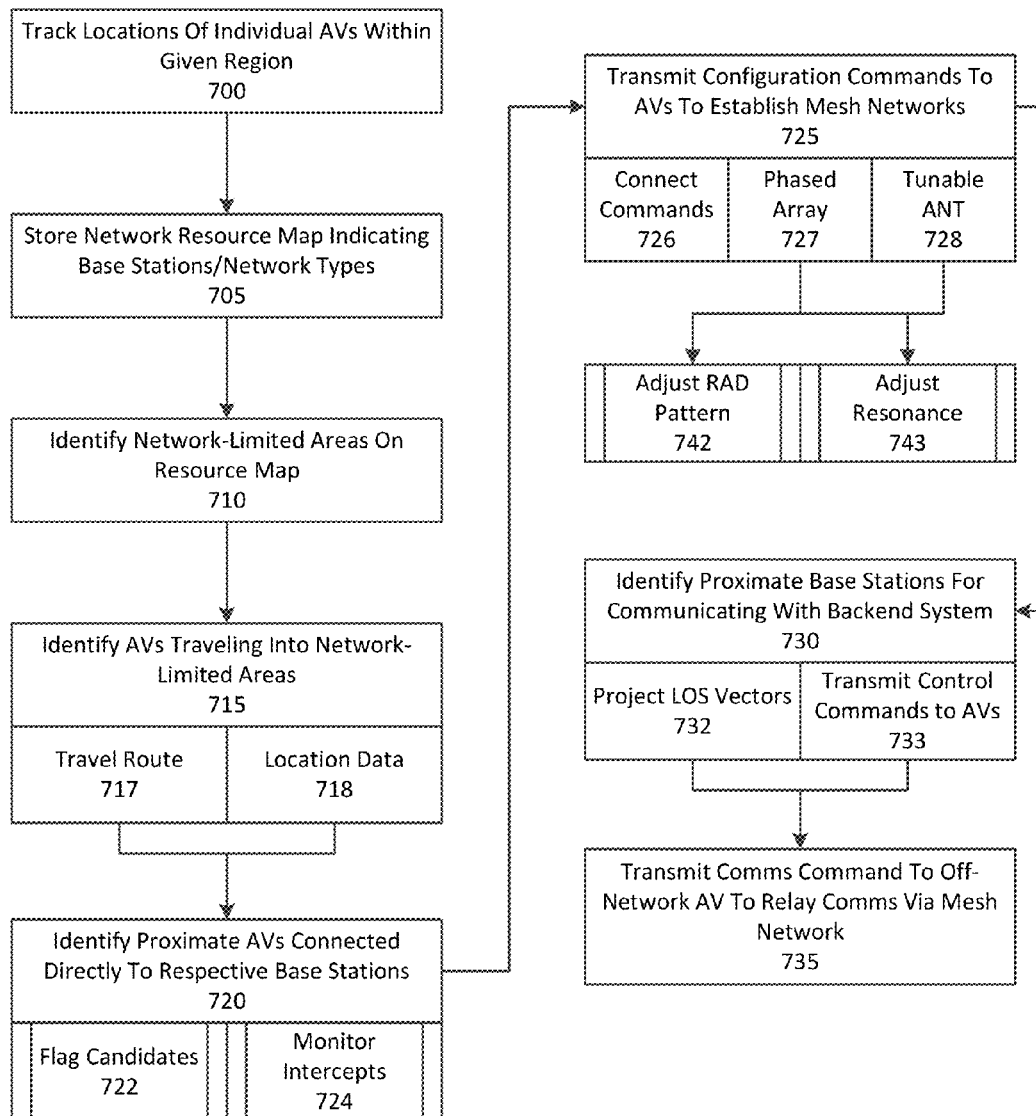 Track Locations Of Individual AVs Within
Given Region
700
Store Network Resource Map Indicating
Base Stations/Network Types
705
Identify Network-Limited Areas On
Resource Map
710
Identify AVs Traveling Into Network-
Limited Areas
715
Travel Route
717
Location Data
718
Identify Proximate AVs Connected
Directly To Respective Base Stations
720
Flag Candidates
722
Monitor
Intercepts
724
Transmit Configuration Commands To
AVs To Establish Mesh Networks
725
Connect
Commands
726
Phased
Array
727
Tunable
ANT
728
Adjust RAD
Pattern
742
Adjust
Resonance
743
Identify Proximate Base Stations For
Communicating With Backend System
730
Project LOS Vectors
732
Transmit Control
Commands to AVs
733
Transmit Comms Command To Off-
Network AV To Relay Comms Via Mesh
Network
735